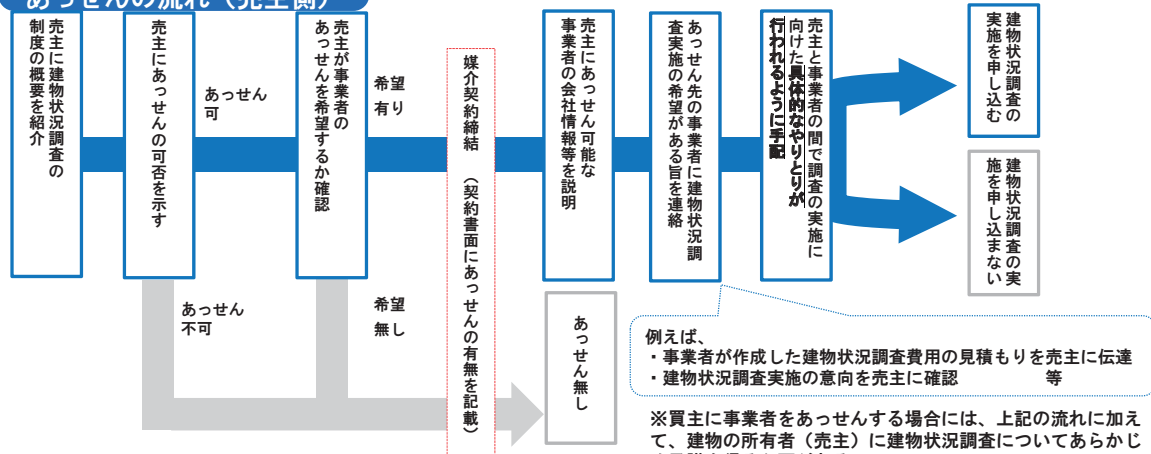 あっせんの流れ（売主側）
売主に建物状況調査の
制度の概要を紹介
売主にあっせんの可否を示す
あっせん
可
あっせん
不可
売主が事業者の
あっせんを希望するか確認
希望
有り
希望
無し
媒介契約締結　（契約書面にあっせんの有無を記載）
売主にあっせん可能な
事業者の会社情報等を説明
あっせん無し
あっせん先の事業者に建物状況調
査実施の希望がある旨を連絡
売主と事業者の間で調査の実施に
向けた具体的なやりとりが
行われるように手配
建物状況調査の
実施を申し込む
建物状況調査の実
施を申し込まない
例えば、
・事業者が作成した建物状況調査費用の見積もりを売主に伝達
・建物状況調査実施の意向を売主に確認　　　　　等
※買主に事業者をあっせんする場合には、上記の流れに加え
て、建物の所有者（売主）に建物状況調査についてあらかじ